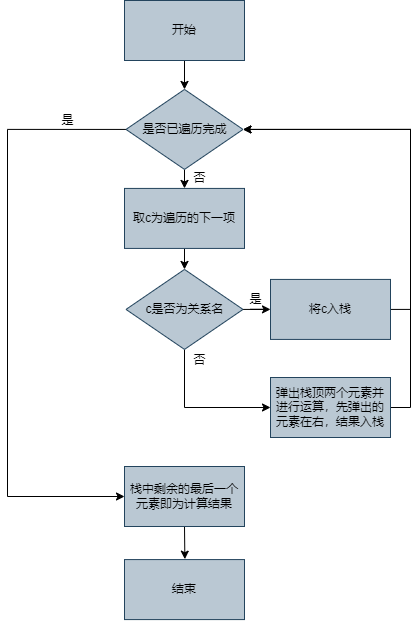 开始
是
是否已遍历完成
否
取c为遍历的下一项
c是否为关系名
是
将c入栈
否
弹出栈顶两个元素并
进行运算，先弹出的
元素在右，结果入栈
栈中剩余的最后一个
元素即为计算结果
结束